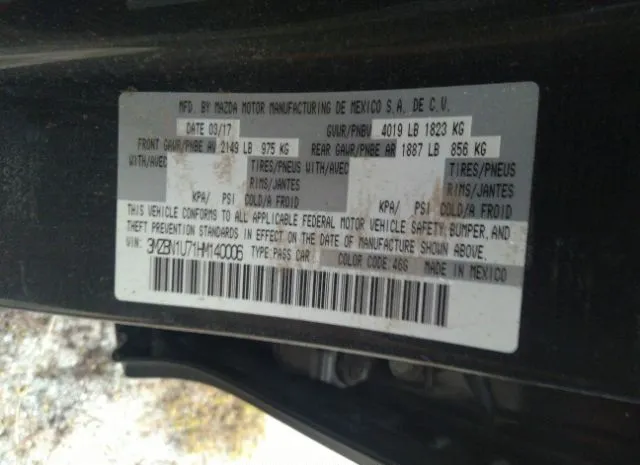 MFD. BY MAZDA MOTOR MANUFACTURING DE MEXICO S.A. DE C.V.
DATE 03/17 GVWR/PNBV 4019 LB 1823 KG
FRONT GAWR/PNBE AV 2149 LB 975 KG REAR GAWR/PNBE AR 1887 LB 856 KG
WITH/AVEC TIRES/PNEUS WITH/AVEC TIRES/PNEUS
RIMS/JANTES RIMS/JANTES
KPA/ PSI COLD/A FROID KPA/ PSI COLD/A FROID
THIS VEHICLE CONFORMS TO ALL APPLICABLE FEDERAL MOTOR VEHICLE SAFETY, BUMPER, AND
THEFT PREVENTION STANDARDS IN EFFECT ON THE DATE OF MANUFACTURE SHOWN ABOVE.
VIN: 3MZBN1U71HM140006 TYPE:PASS CAR COLOR CODE:46G MADE IN MEXICO